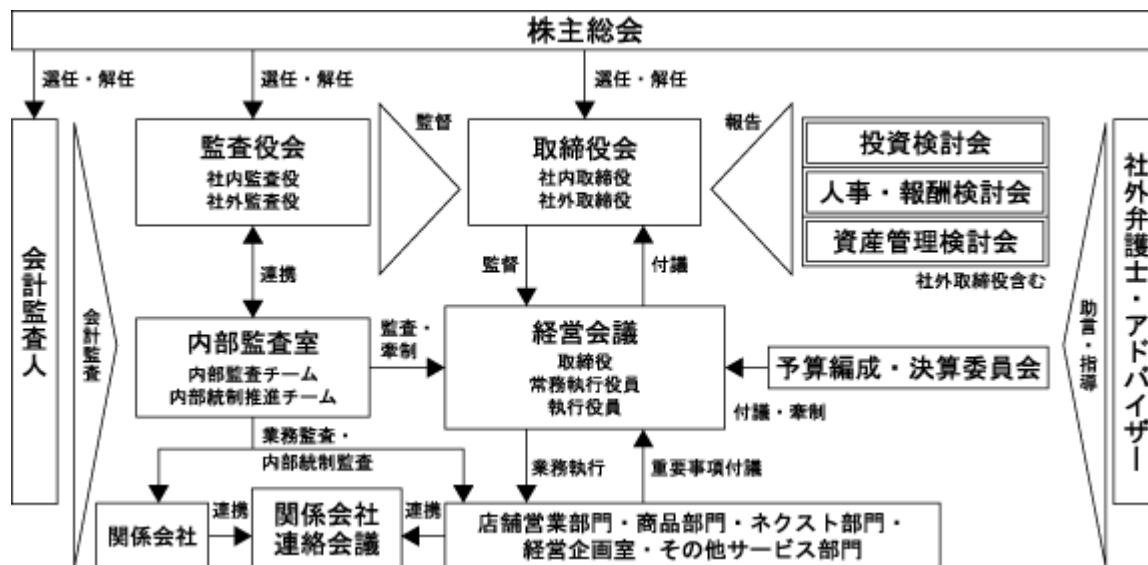 株主総会
選任・解任
選任・解任
選任・解任
会計監査人
会計監査
監査役会
社内監査役
社外監査役
監督
取締役会
社内取締役
社外取締役
報告
投資検討会
人事・報酬検討会
資産管理検討会
社外取締役含む
社外弁護士・アドバイザー
助言・指導
連携
監督
付議
内部監査室
内部監査チーム
内部統制推進チーム
監査・
牽制
経営会議
取締役
常務執行役員
執行役員
予算編成・決算委員会
付議・牽制
業務監査・
内部統制監査
業務執行
重要事項付議
関係会社
連携
関係会社
連絡会議
連携
店舗営業部門・商品部門・ネクスト部門・
経営企画室・その他サービス部門